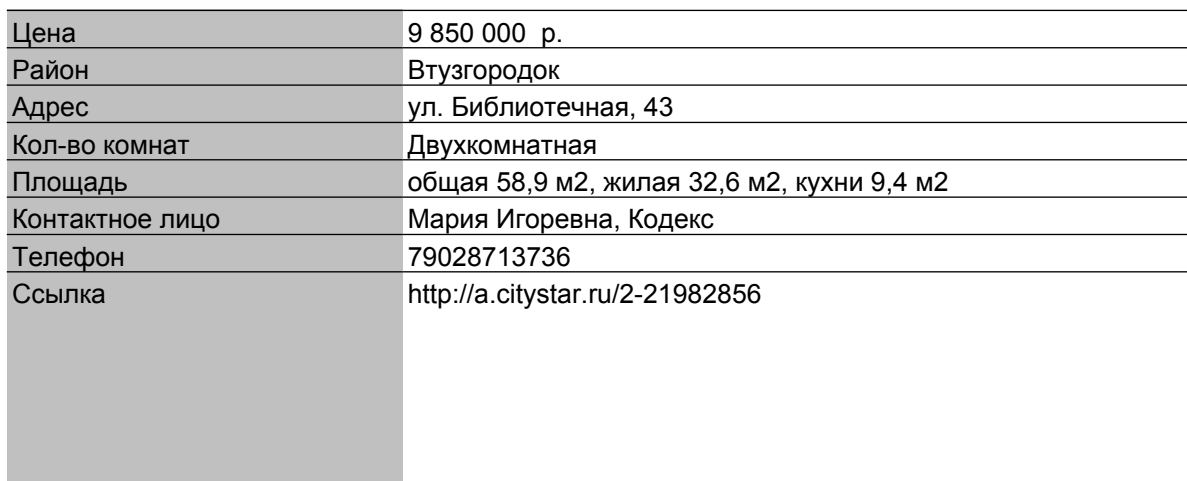 Цена 9 850 000 р.
Район Втузгородок
Адрес ул. Библиотечная, 43
Кол-во комнат Двухкомнатная
Площадь общая 58,9 м2, жилая 32,6 м2, кухни 9,4 м2
Контактное лицо Мария Игоревна, Кодекс
Телефон 79028713736
Ссылка http://a.citystar.ru/2-21982856